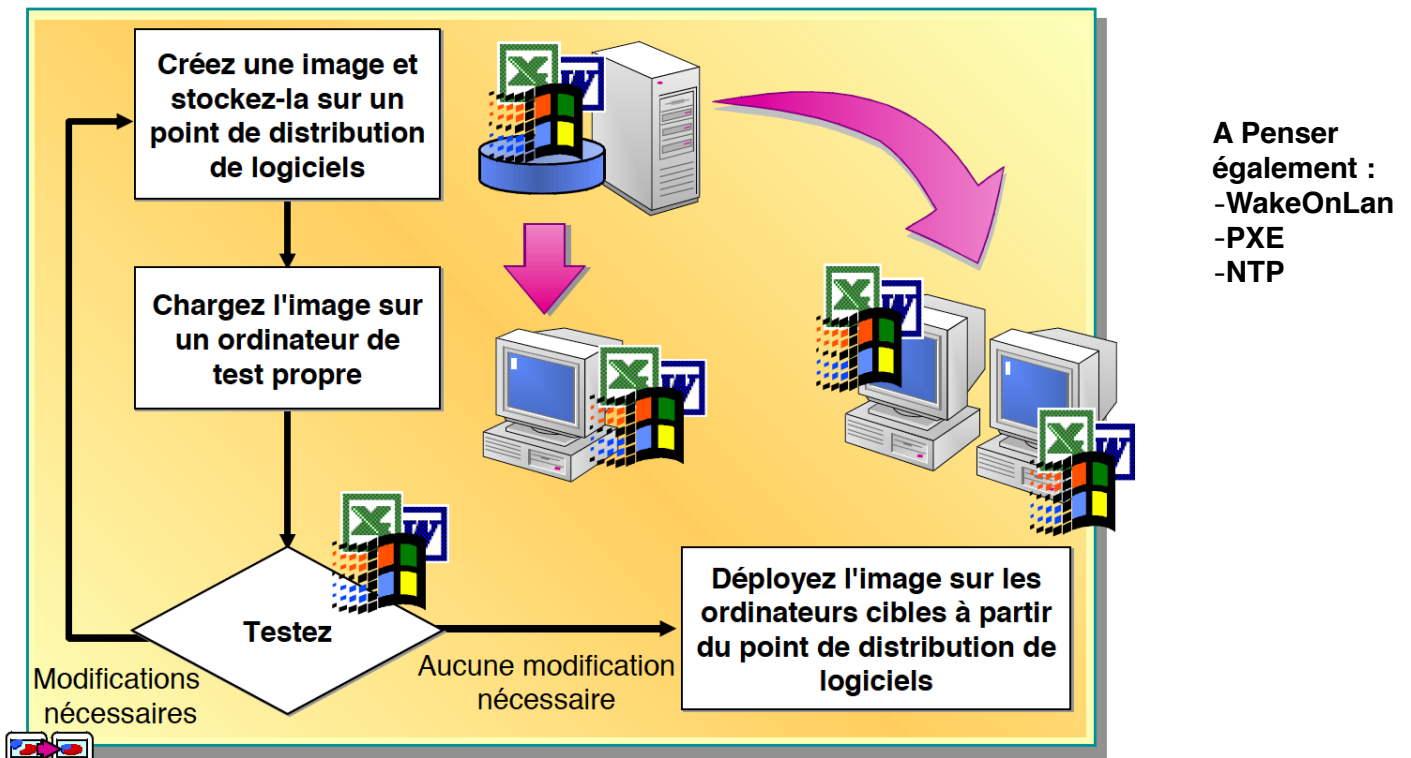 Créez une image et
stockez-la sur un
point de distribution
de logiciels
Chargez l'image sur
un ordinateur de
test propre
Testez
Modifications
nécessaires
Aucune modification
nécessaire
Déployez l'image sur les
ordinateurs cibles à partir
du point de distribution de
logiciels
A Penser
également :
-WakeOnLan
-PXE
-NTP